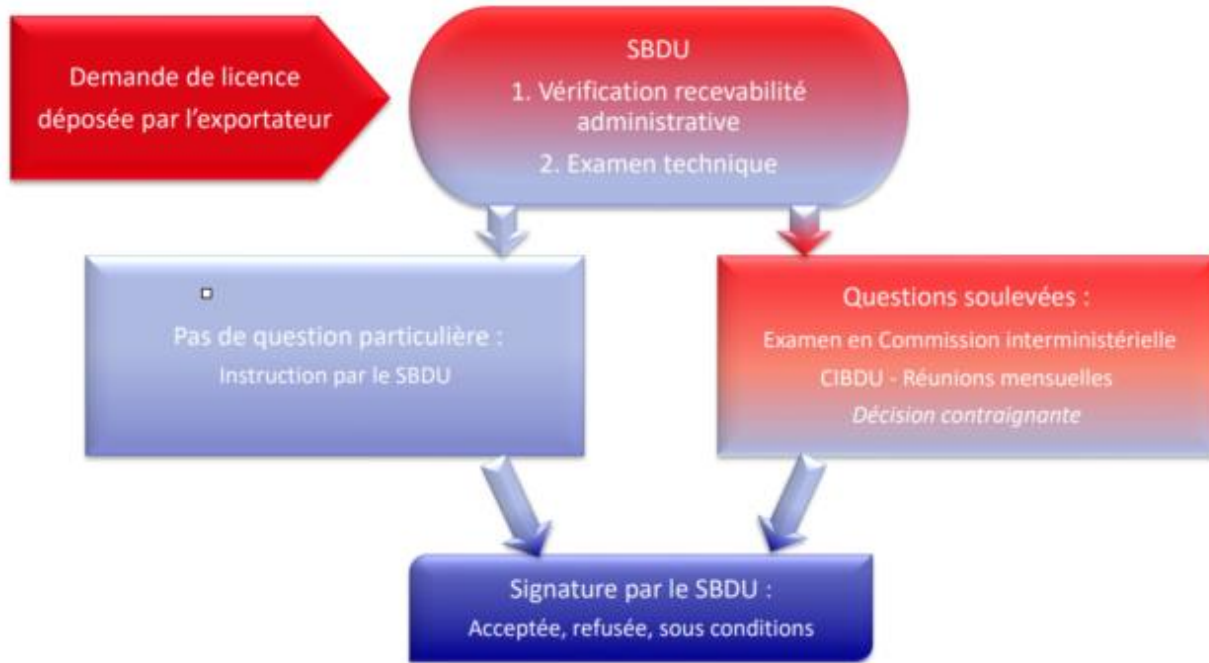 Demande de licence
déposée par l’exportateur
SBDU
1. Vérification recevabilité
administrative
2. Examen technique
Pas de question particulière :
Instruction par le SBDU
Questions soulevées :
Examen en Commission interministérielle
CIBDU - Réunions mensuelles
Décision contraignante
Signature par le SBDU :
Acceptée, refusée, sous conditions